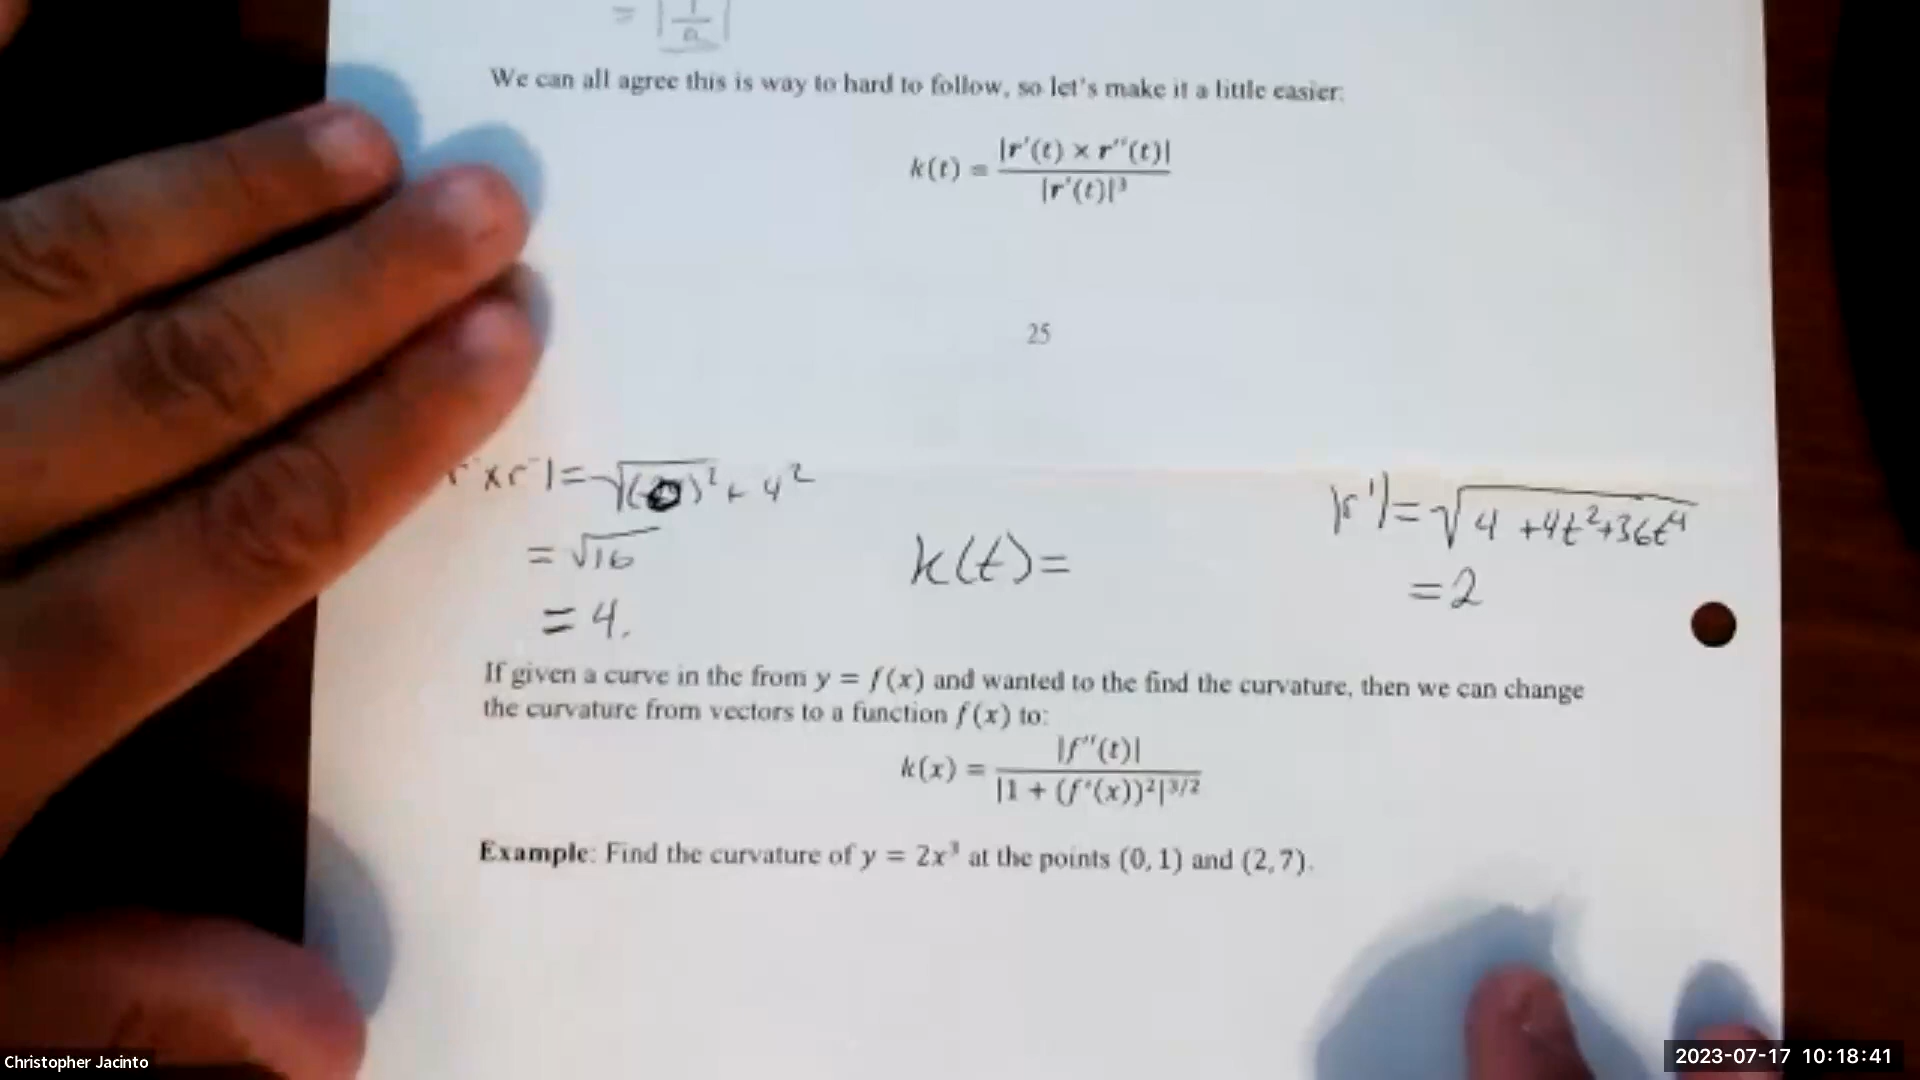 = |1/a|
We can all agree this is way to hard to follow, so let's make it a little easier:
k(t) = |r'(t) × r''(t)| / |r'(t)|³
25
×r''|=√(0)²+4²
=√16
=4.
k(t)=
|r'|=√4+4t²+36t⁴
=2
If given a curve in the from y = f(x) and wanted to the find the curvature, then we can change
the curvature from vectors to a function f(x) to:
k(x) = |f''(t)| / |1 + (f'(x))²|^3/2
Example: Find the curvature of y = 2x³ at the points (0, 1) and (2,7).
Christopher Jacinto
2023-07-17 10:18:41